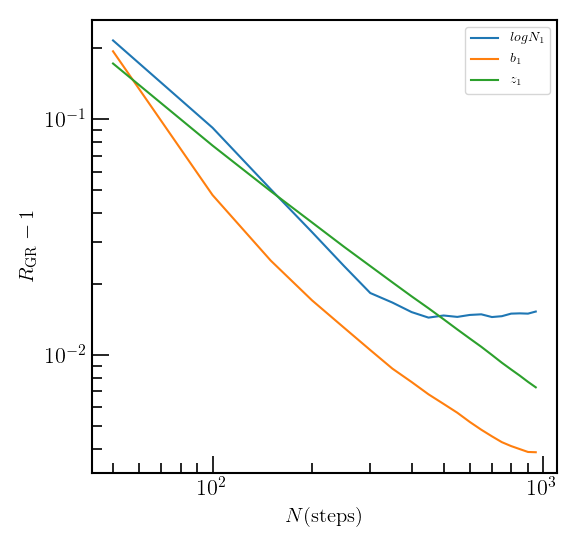 logN₁
b₁
z₁
10⁻¹
10⁻²
R_GR − 1
10²
10³
N(steps)